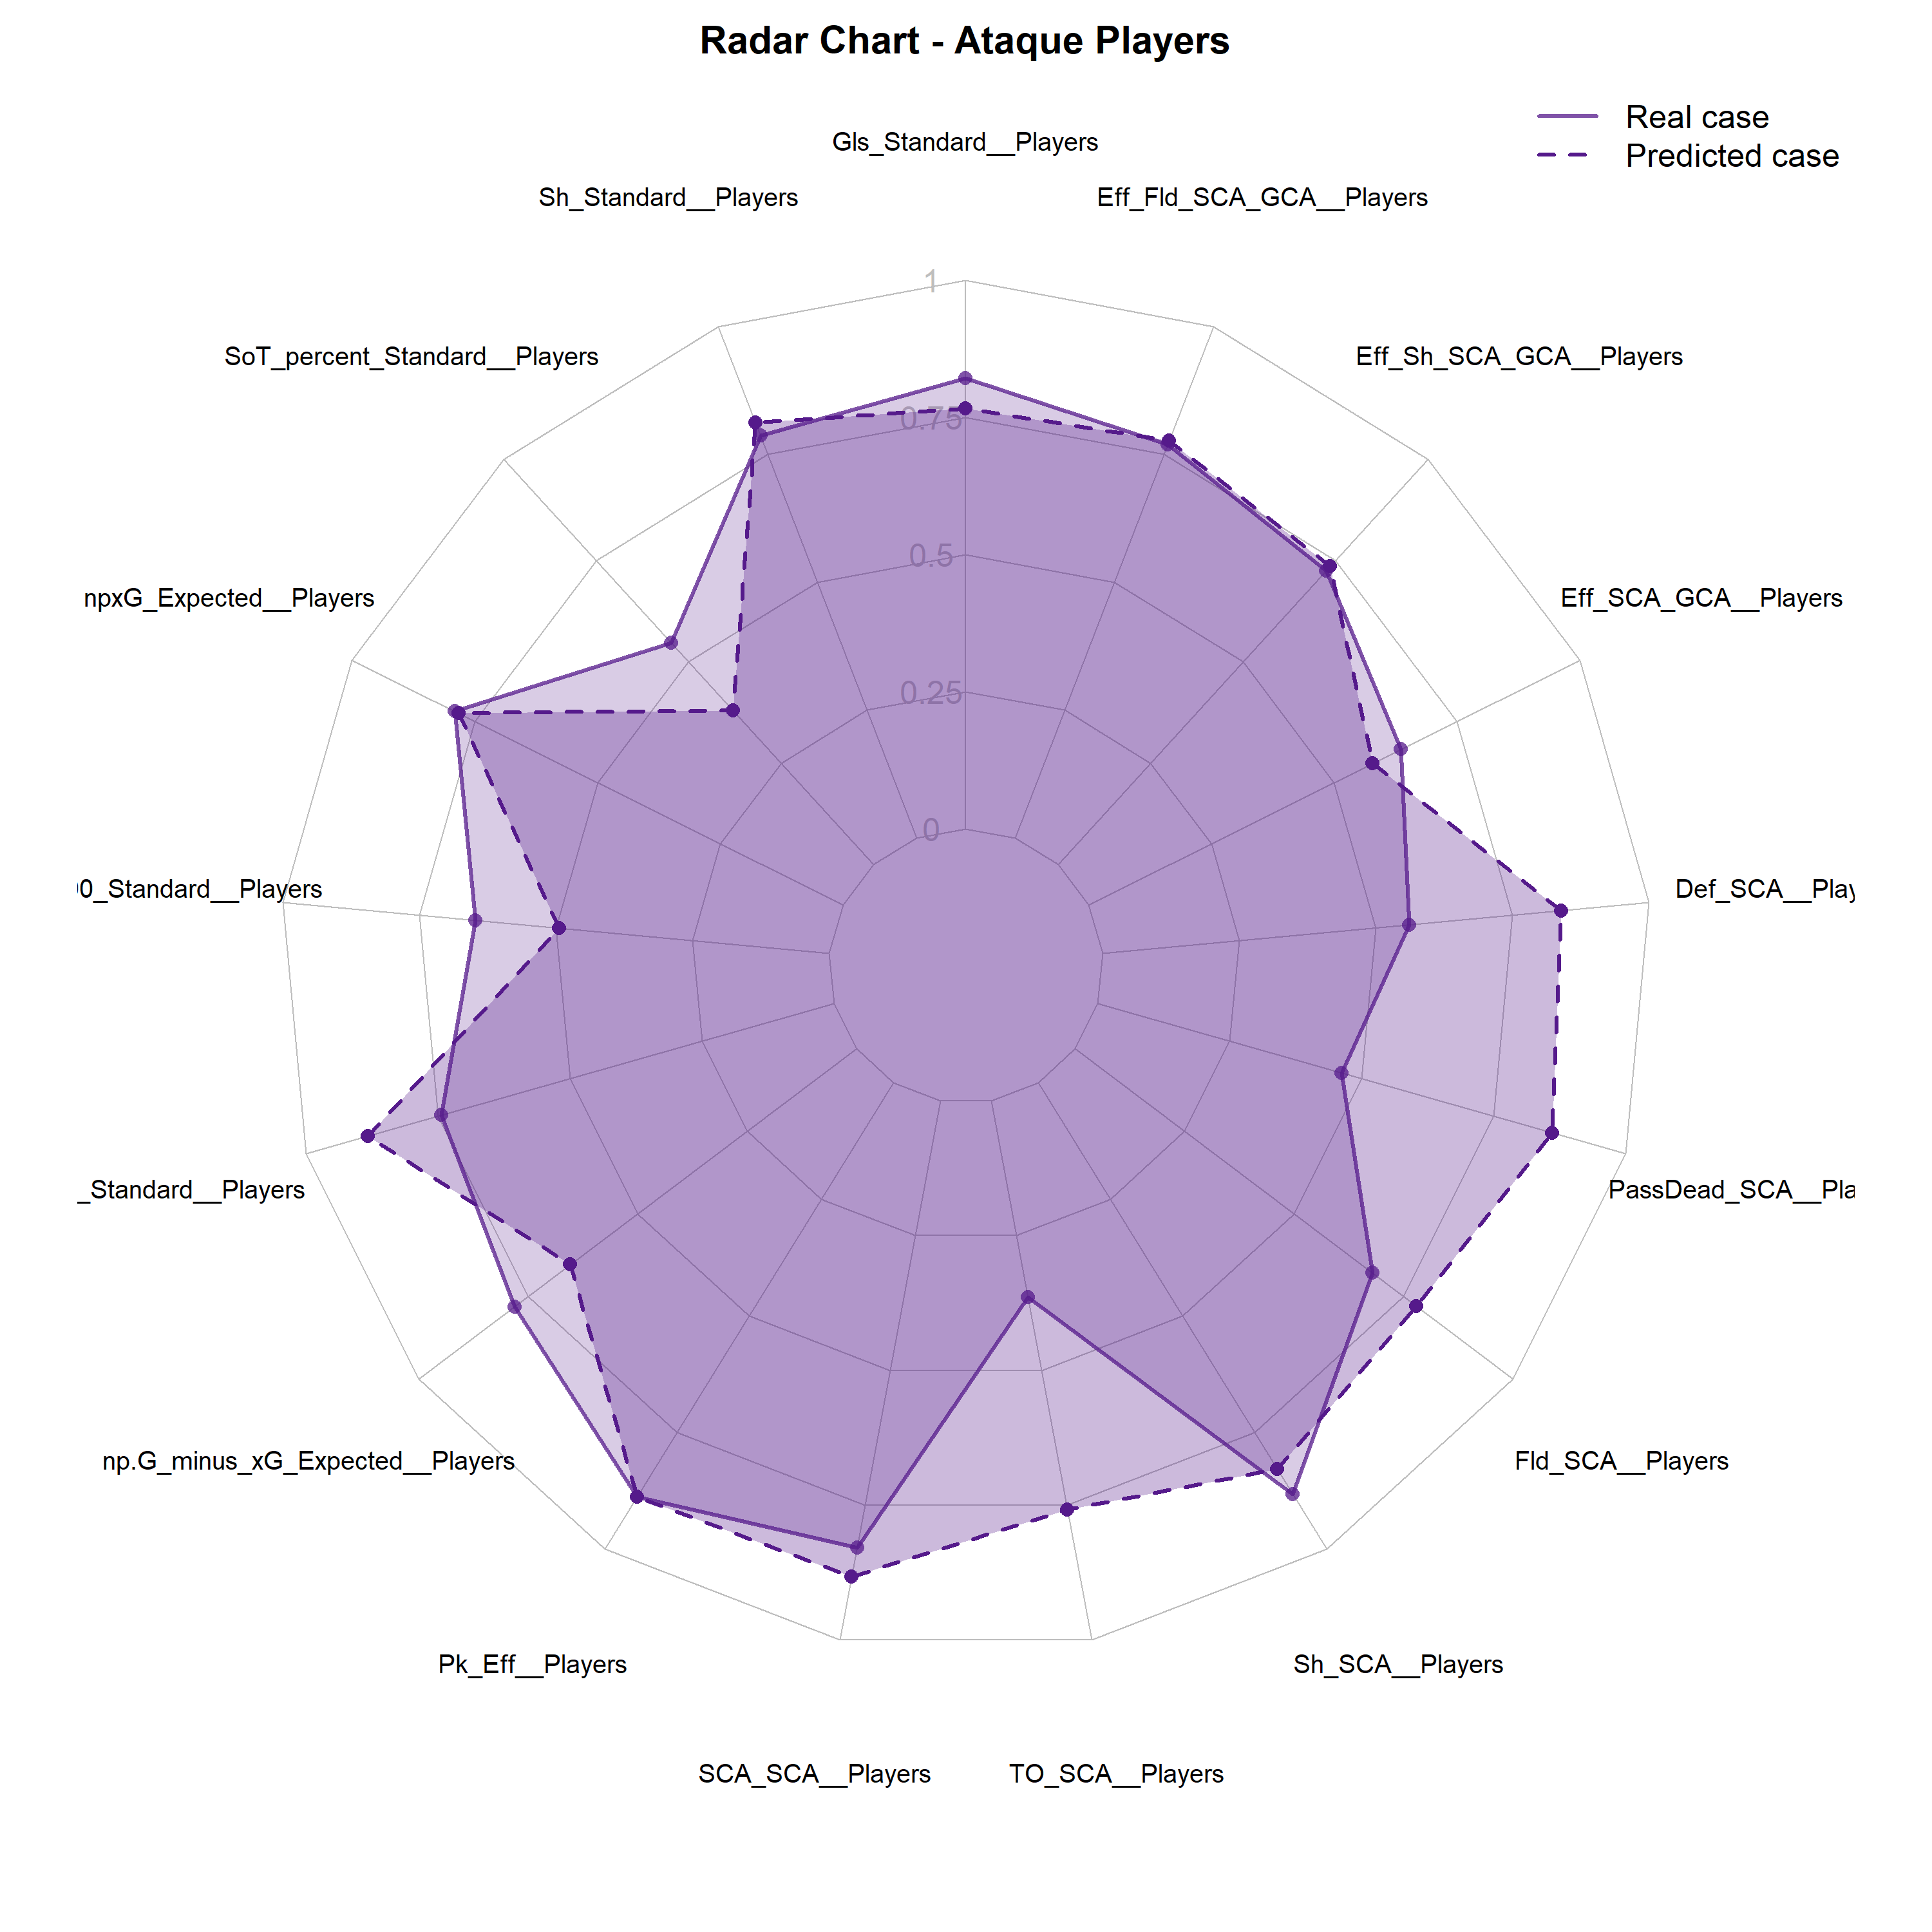 Radar Chart - Ataque Players
Real case
Predicted case
Gls_Standard__Players
Sh_Standard__Players
Eff_Fld_SCA_GCA__Players
SoT_percent_Standard__Players
Eff_Sh_SCA_GCA__Players
npxG_Expected__Players
Eff_SCA_GCA__Players
0_Standard__Players
Def_SCA__Play
_Standard__Players
PassDead_SCA__Pla
np.G_minus_xG_Expected__Players
Fld_SCA__Players
Pk_Eff__Players
Sh_SCA__Players
SCA_SCA__Players
TO_SCA__Players
1
0.75
0.5
0.25
0